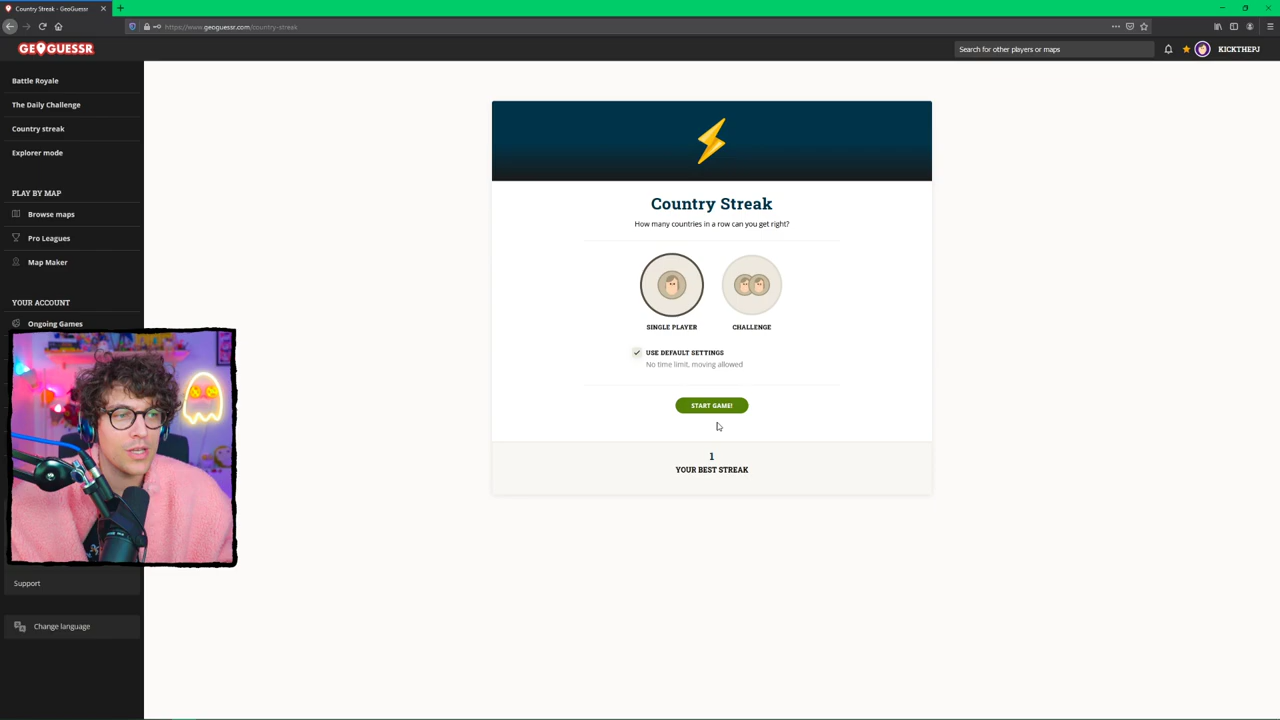 Country Streak - GeoGuessr
https://www.geoguessr.com/country-streak
GEOGUESSR
Search for other players or maps
KICKTHEPJ
Battle Royale
The Daily Challenge
Country streak
Explorer mode
PLAY BY MAP
Browse maps
Pro Leagues
Map Maker
YOUR ACCOUNT
Ongoing Games
Support
Change language
Country Streak
How many countries in a row can you get right?
SINGLE PLAYER
CHALLENGE
USE DEFAULT SETTINGS
No time limit, moving allowed
START GAME!
1
YOUR BEST STREAK